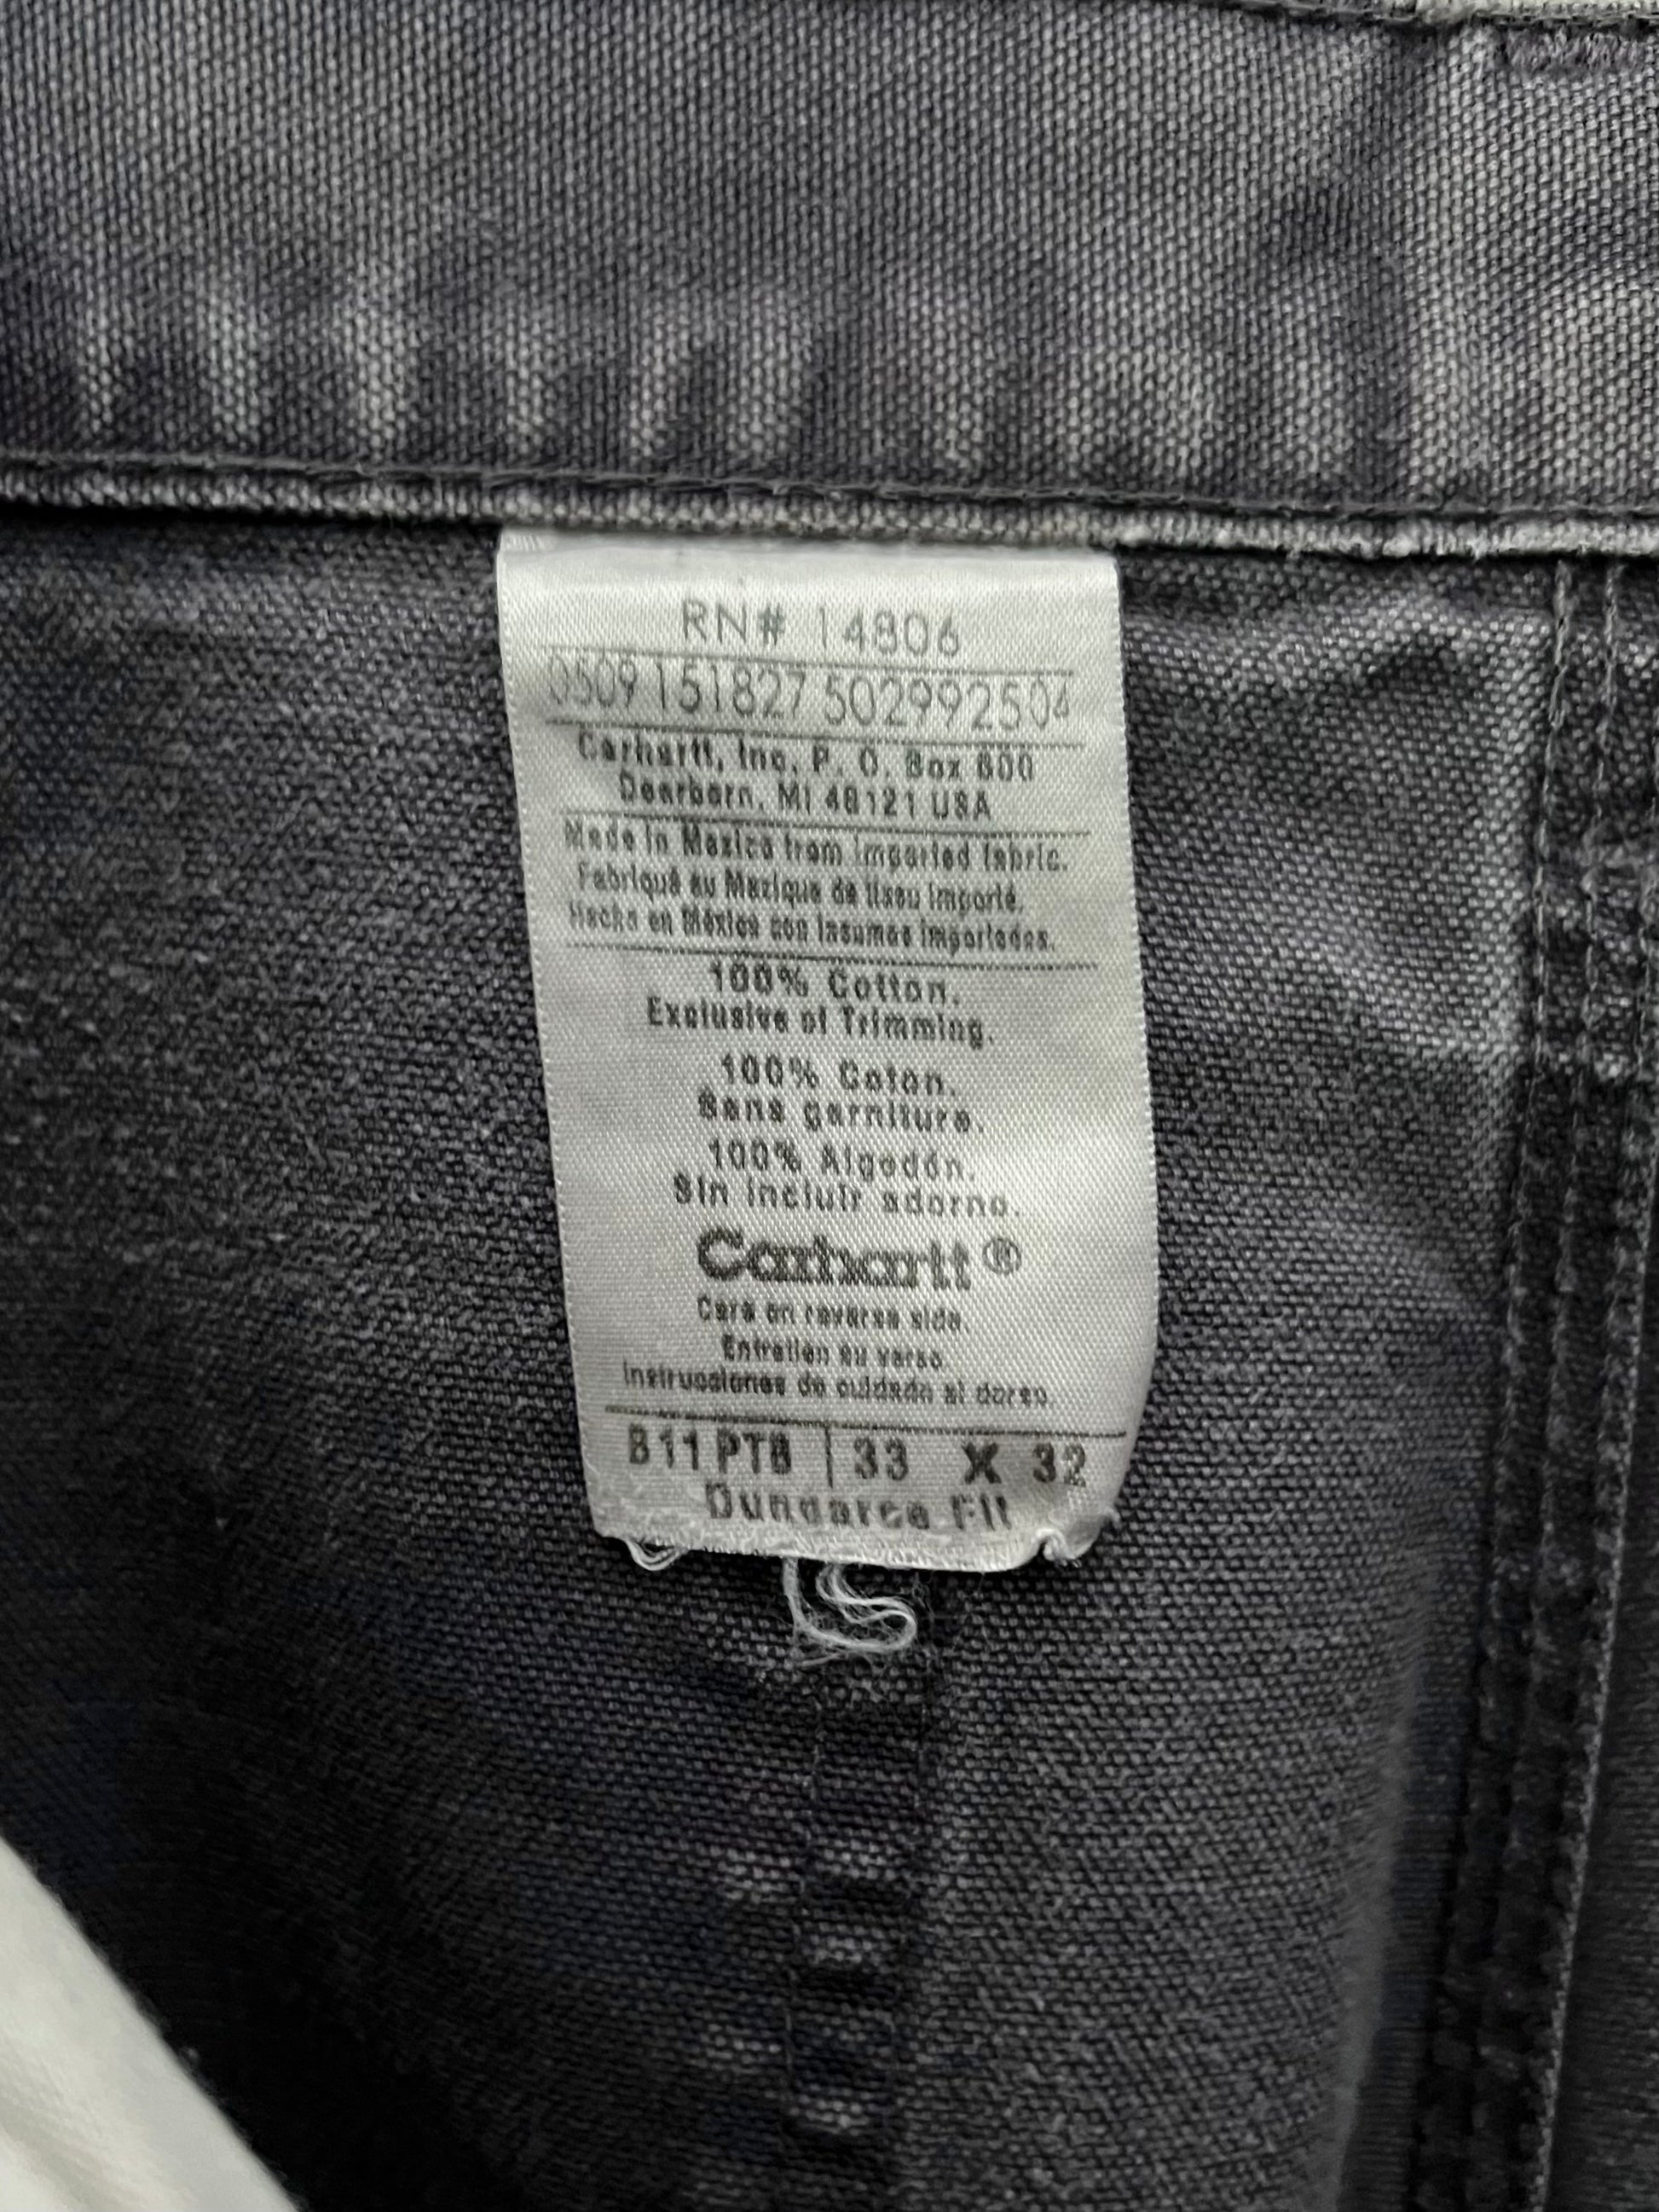 RN# 14806
0509 151827 502992504
Carhartt, Inc. P. O. Box 600
Dearborn, MI 48121 USA
Made in Mexico from imported fabric.
Fabriqué au Mexique de tissu importé.
Hecho en México con insumos importados.
100% Cotton.
Exclusive of Trimming.
100% Coton.
Sans garniture.
100% Algodón.
Sin incluir adorno.
Carhartt®
Care on reverse side.
Entretien au verso.
Instrucciones de cuidado al dorso.
B11 PTB | 33 X 32
Dungaree Fit